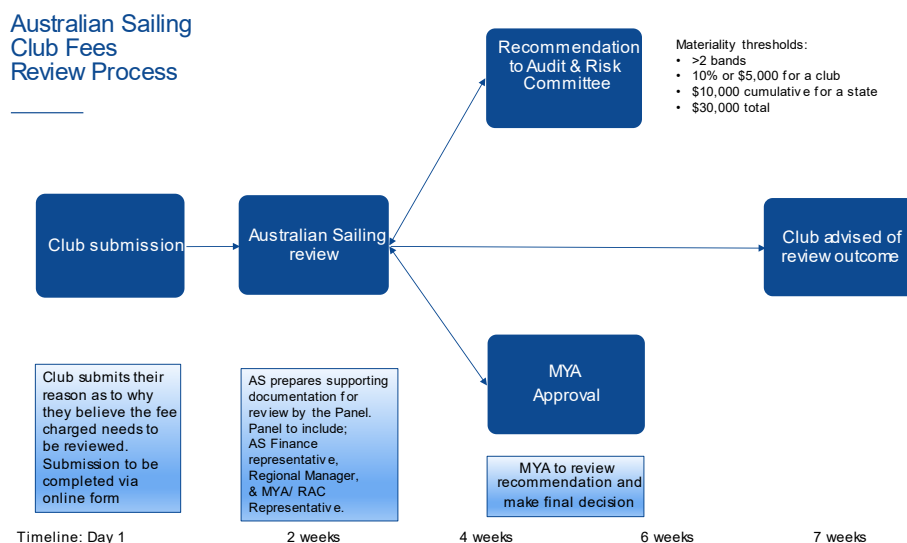 Australian Sailing
Club Fees
Review Process
Recommendation
to Audit & Risk
Committee
Materiality thresholds:
• >2 bands
• 10% or $5,000 for a club
• $10,000 cumulative for a state
• $30,000 total
Club submission
Australian Sailing
review
Club advised of
review outcome
MYA
Approval
Club submits their
reason as to why
they believe the fee
charged needs to
be reviewed.
Submission to be
completed via
online form
AS prepares supporting
documentation for
review by the Panel.
Panel to include;
AS Finance
representative,
Regional Manager,
& MYA/ RAC
Representative.
MYA to review
recommendation and
make final decision
Timeline: Day 1
2 weeks
4 weeks
6 weeks
7 weeks